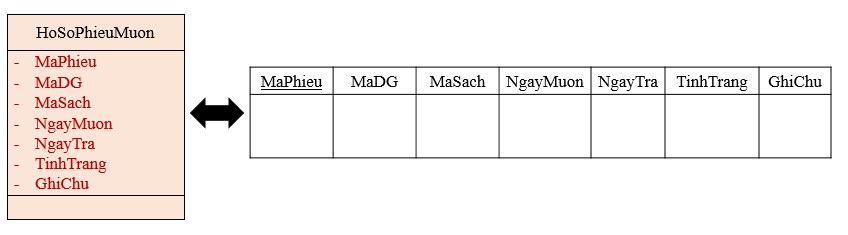 HoSoPhieuMuon
- MaPhieu
- MaDG
- MaSach
- NgayMuon
- NgayTra
- TinhTrang
- GhiChu
MaPhieu MaDG MaSach NgayMuon NgayTra TinhTrang GhiChu